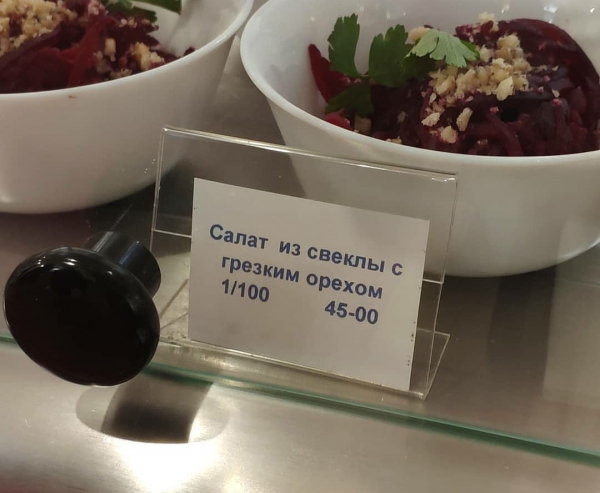 Салат из свеклы с
грезким орехом
1/100 45-00